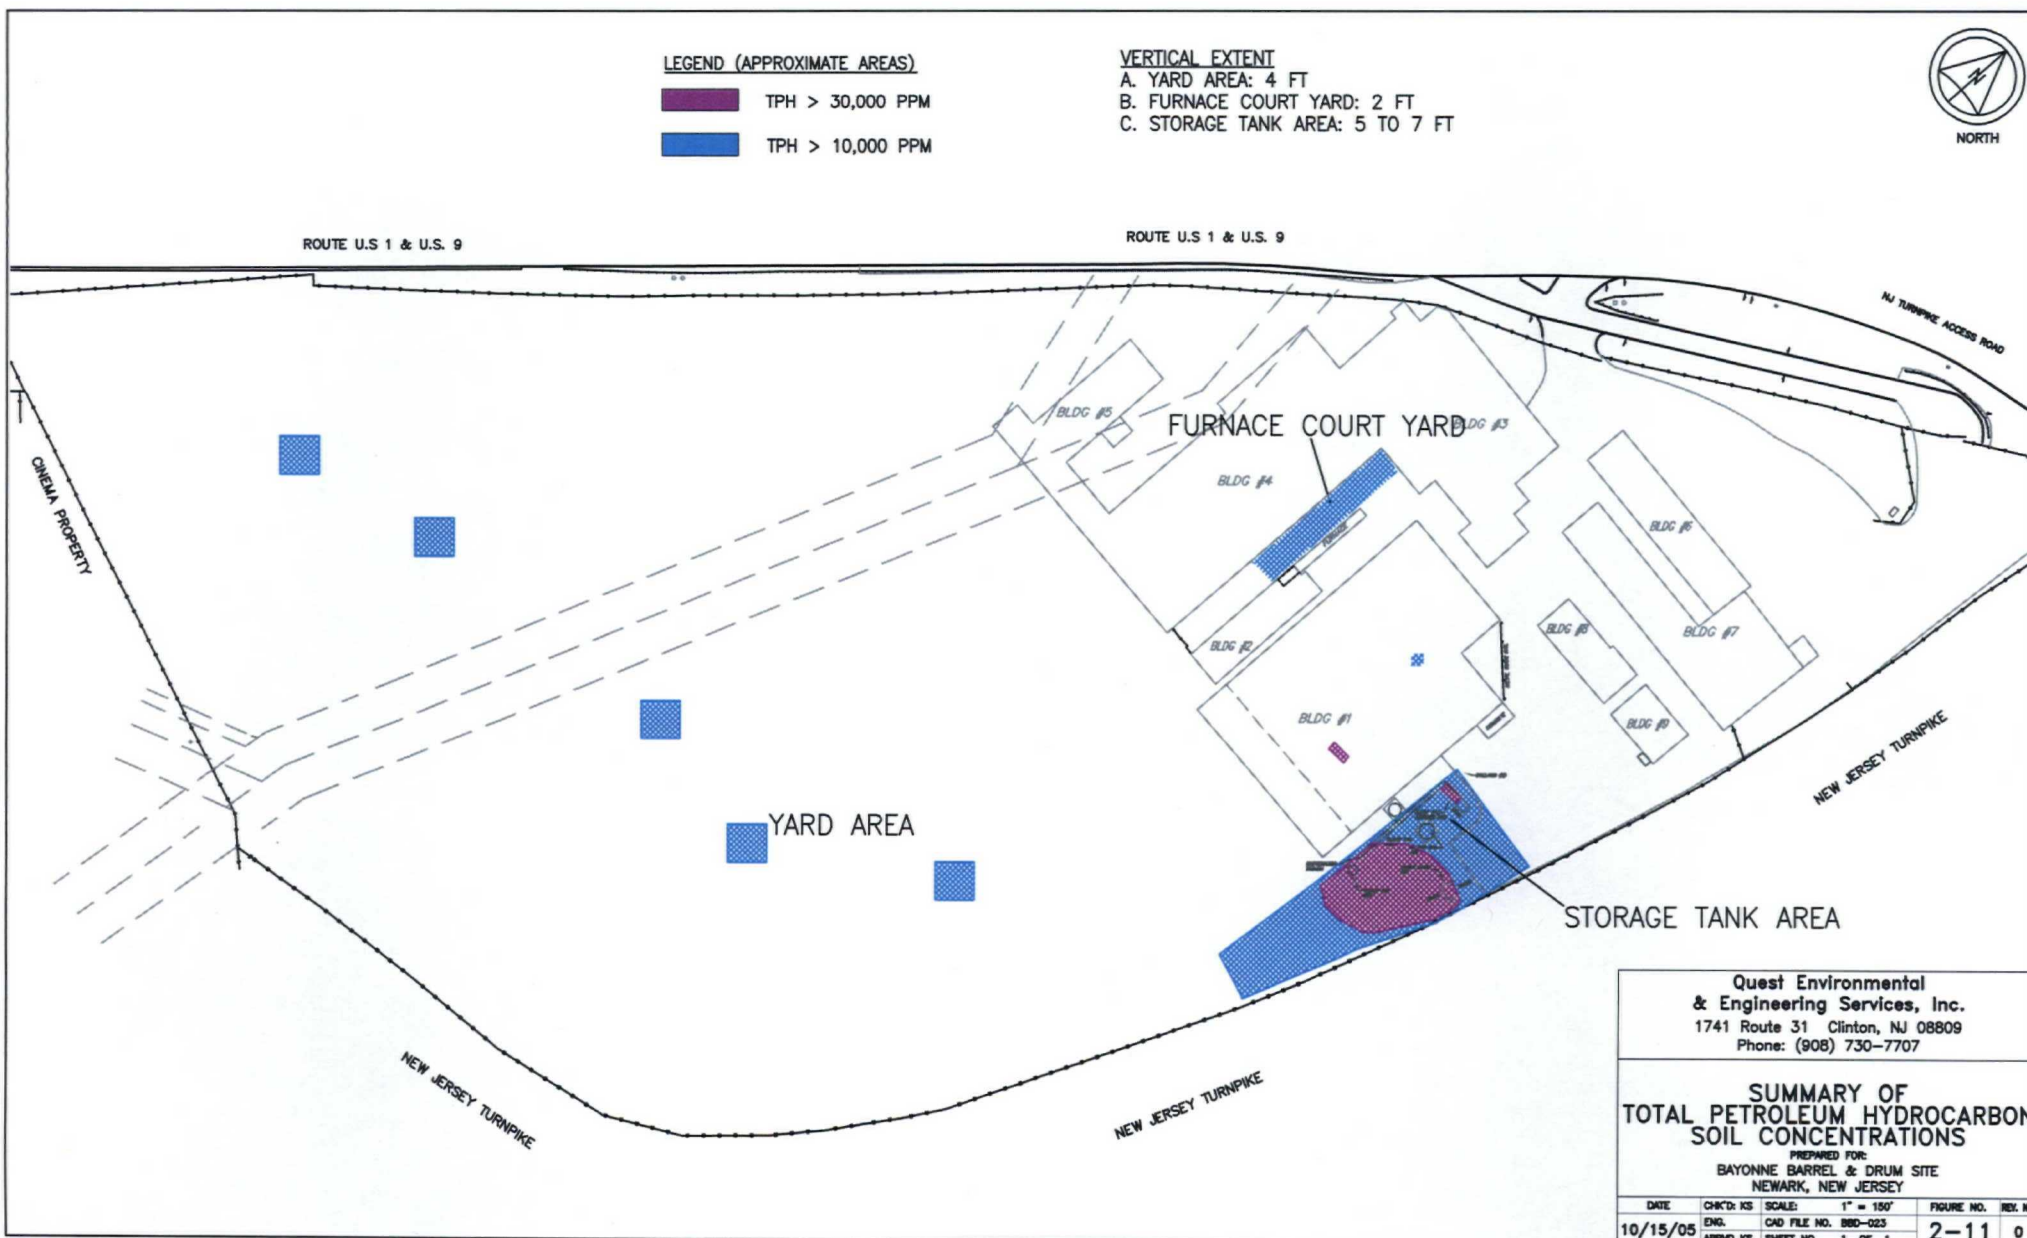 LEGEND (APPROXIMATE AREAS)
TPH > 30,000 PPM
TPH > 10,000 PPM
VERTICAL EXTENT
A. YARD AREA: 4 FT
B. FURNACE COURT YARD: 2 FT
C. STORAGE TANK AREA: 5 TO 7 FT
N
NORTH
ROUTE U.S 1 & U.S. 9
ROUTE U.S 1 & U.S. 9
NJ TURNPIKE ACCESS ROAD
CINEMA PROPERTY
BLDG #5
FURNACE COURT YARD
BLDG #3
BLDG #4
FURNACE
BLDG #6
BLDG #2
BLDG #8
BLDG #7
BLDG #1
BLDG #9
NEW JERSEY TURNPIKE
YARD AREA
STORAGE TANK AREA
NEW JERSEY TURNPIKE
NEW JERSEY TURNPIKE
Quest Environmental
& Engineering Services, Inc.
1741 Route 31 Clinton, NJ 08809
Phone: (908) 730-7707
SUMMARY OF
TOTAL PETROLEUM HYDROCARBON
SOIL CONCENTRATIONS
PREPARED FOR:
BAYONNE BARREL & DRUM SITE
NEWARK, NEW JERSEY
DATE CHK'D: KS SCALE: 1" = 150' FIGURE NO. REV.
10/15/05 ENG. CAD FILE NO. BBD-023 2-11 0